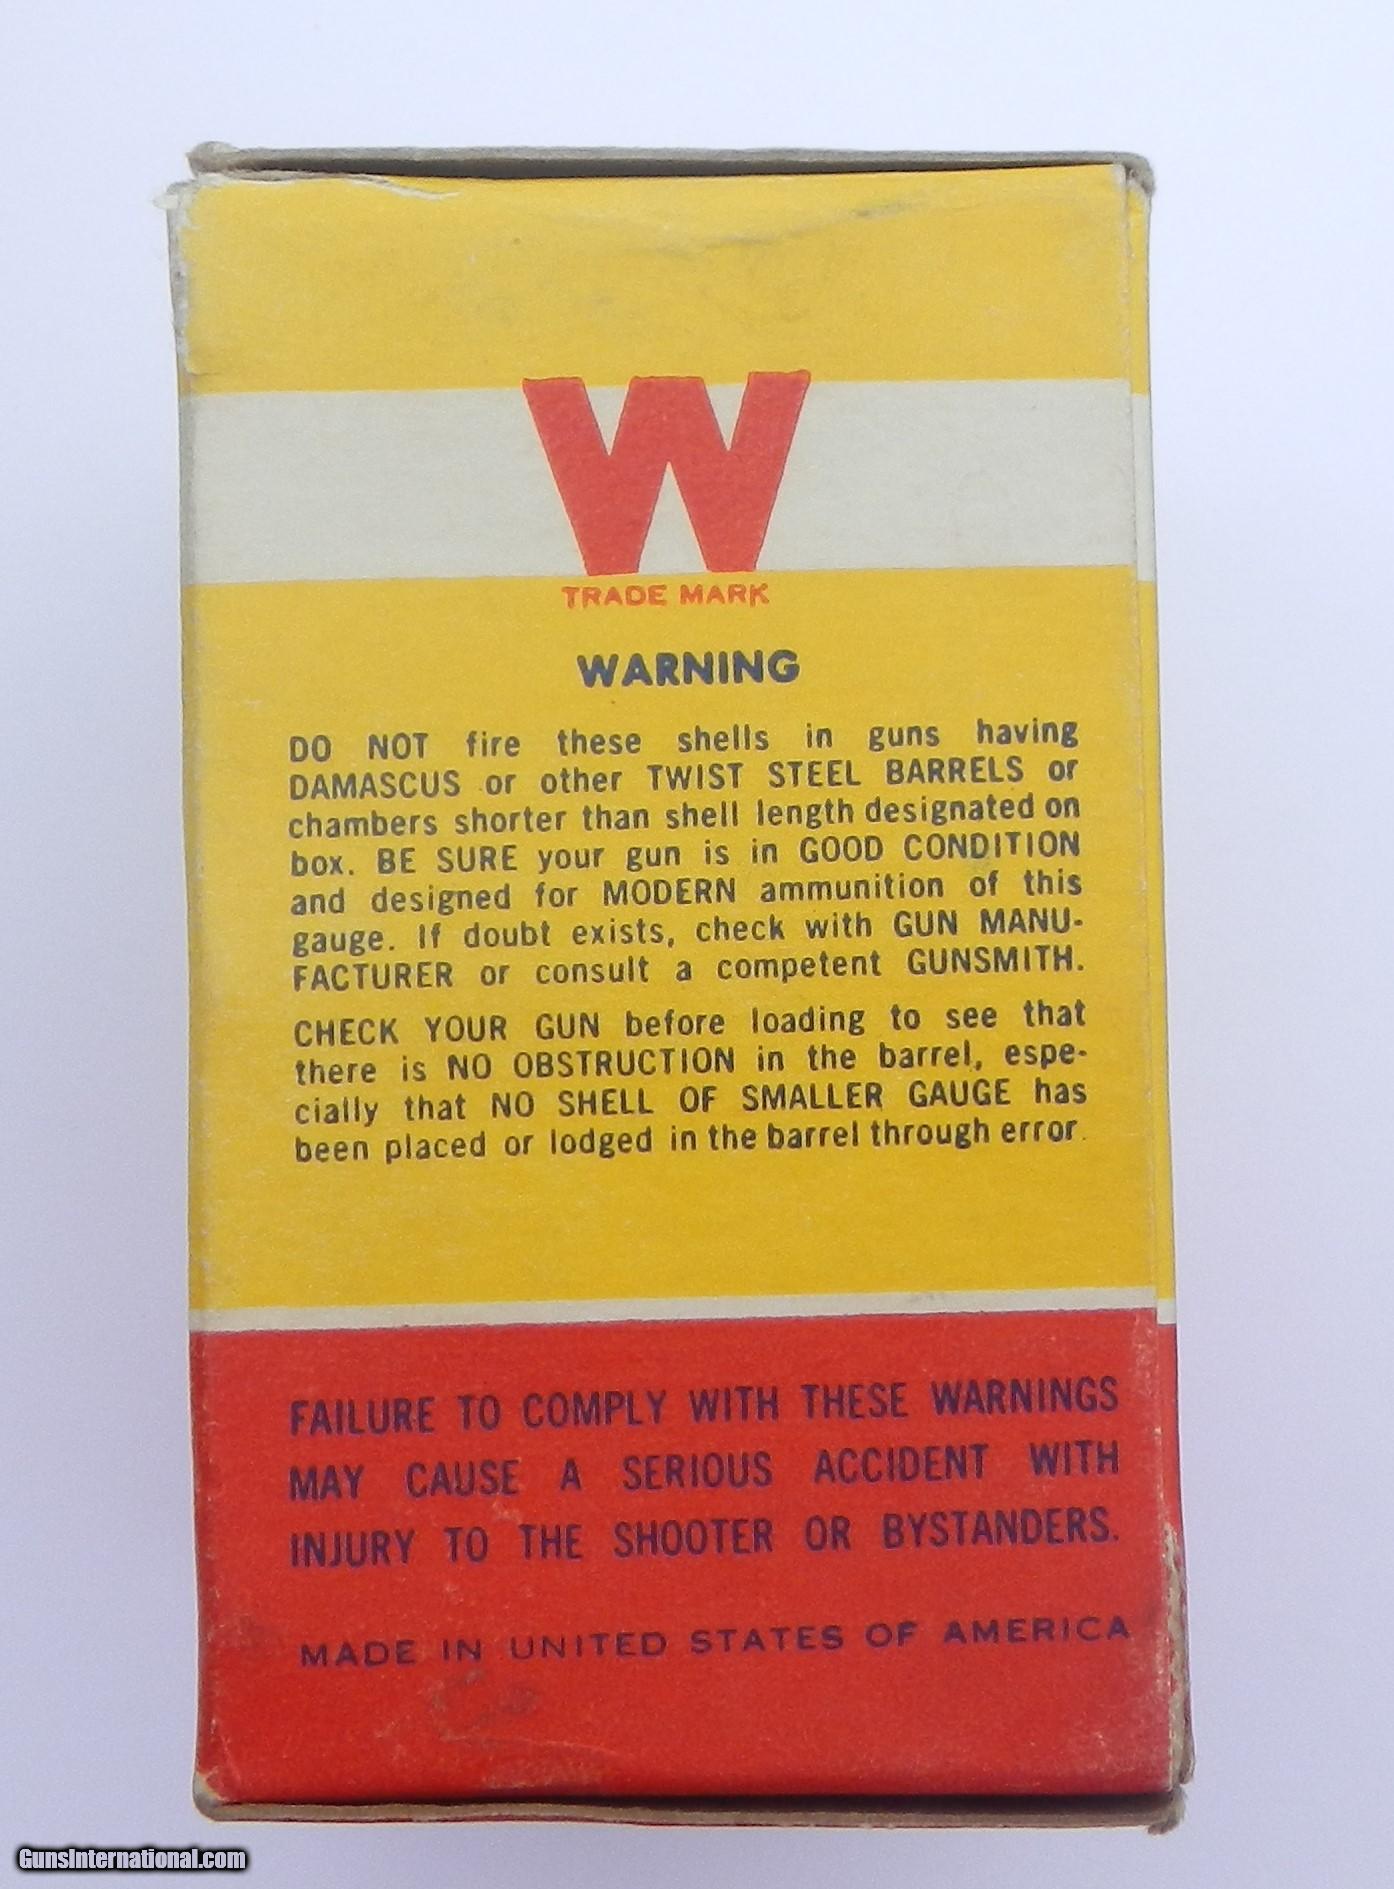 W
TRADE MARK
WARNING
DO NOT fire these shells in guns having
DAMASCUS or other TWIST STEEL BARRELS or
chambers shorter than shell length designated on
box. BE SURE your gun is in GOOD CONDITION
and designed for MODERN ammunition of this
gauge. If doubt exists, check with GUN MANU-
FACTURER or consult a competent GUNSMITH.
CHECK YOUR GUN before loading to see that
there is NO OBSTRUCTION in the barrel, espe-
cially that NO SHELL OF SMALLER GAUGE has
been placed or lodged in the barrel through error.
FAILURE TO COMPLY WITH THESE WARNINGS
MAY CAUSE A SERIOUS ACCIDENT WITH
INJURY TO THE SHOOTER OR BYSTANDERS.
MADE IN UNITED STATES OF AMERICA
GunsInternational.com